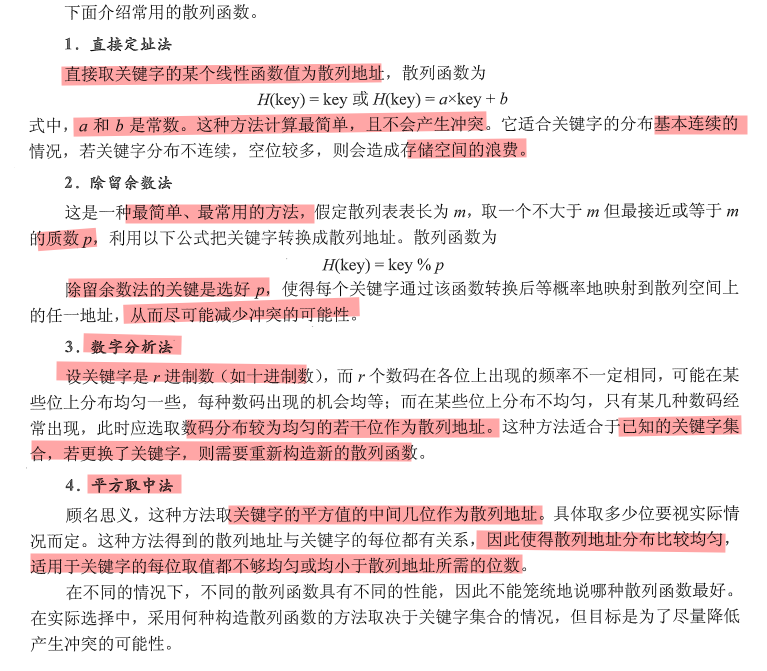 下面介绍常用的散列函数。
1. 直接定址法
直接取关键字的某个线性函数值为散列地址，散列函数为
H(key) = key 或 H(key) = a×key + b
式中，a 和 b 是常数。这种方法计算最简单，且不会产生冲突。它适合关键字的分布基本连续的
情况，若关键字分布不连续，空位较多，则会造成存储空间的浪费。
2. 除留余数法
这是一种最简单、最常用的方法，假定散列表表长为 m，取一个不大于 m 但最接近或等于 m
的质数 p，利用以下公式把关键字转换成散列地址。散列函数为
H(key) = key % p
除留余数法的关键是选好 p，使得每个关键字通过该函数转换后等概率地映射到散列空间上
的任一地址，从而尽可能减少冲突的可能性。
3. 数字分析法
设关键字是 r 进制数（如十进制数），而 r 个数码在各位上出现的频率不一定相同，可能在某
些位上分布均匀一些，每种数码出现的机会均等；而在某些位上分布不均匀，只有某几种数码经
常出现，此时应选取数码分布较为均匀的若干位作为散列地址。这种方法适合于已知的关键字集
合，若更换了关键字，则需要重新构造新的散列函数。
4. 平方取中法
顾名思义，这种方法取关键字的平方值的中间几位作为散列地址。具体取多少位要视实际情
况而定。这种方法得到的散列地址与关键字的每位都有关系，因此使得散列地址分布比较均匀，
适用于关键字的每位取值都不够均匀或均小于散列地址所需的位数。
在不同的情况下，不同的散列函数具有不同的性能，因此不能笼统地说哪种散列函数最好。
在实际选择中，采用何种构造散列函数的方法取决于关键字集合的情况，但目标是为了尽量降低
产生冲突的可能性。